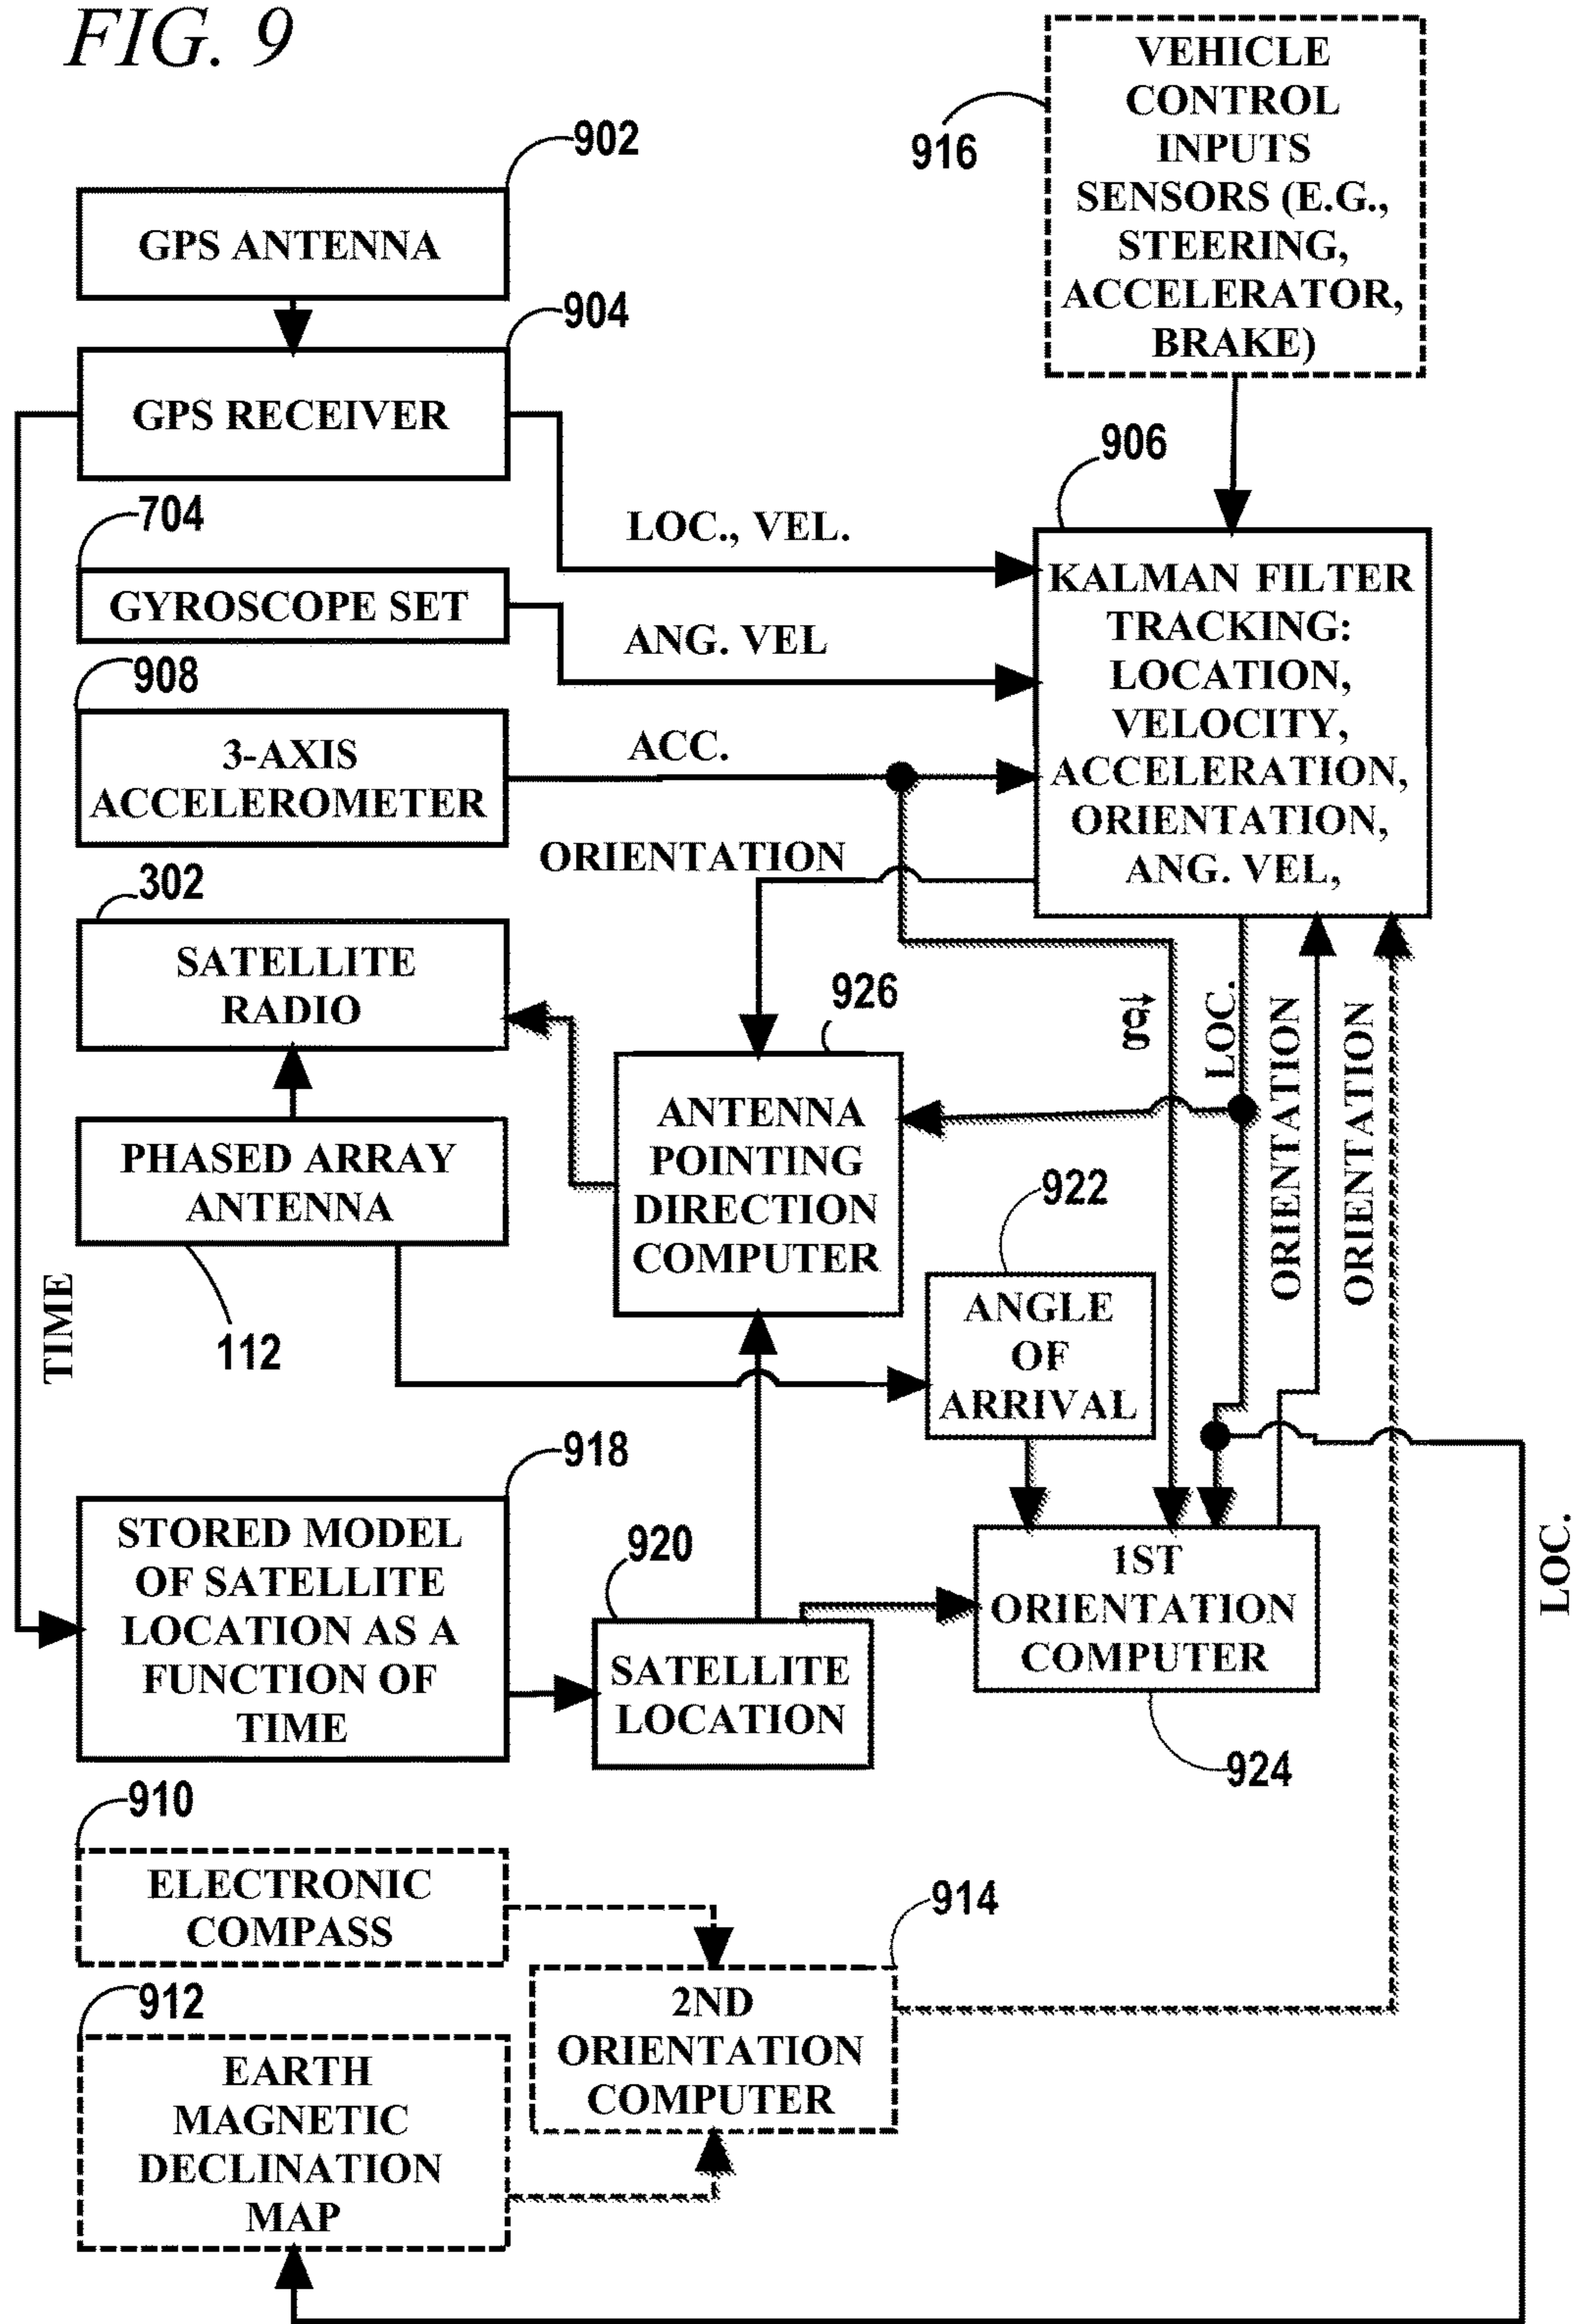 FIG. 9
VEHICLE
CONTROL
INPUTS
SENSORS (E.G.,
STEERING,
ACCELERATOR,
BRAKE)
916
902
GPS ANTENNA
904
GPS RECEIVER
906
704
LOC., VEL.
GYROSCOPE SET
ANG. VEL
KALMAN FILTER
TRACKING:
LOCATION,
VELOCITY,
ACCELERATION,
ORIENTATION,
ANG. VEL,
908
3-AXIS
ACCELEROMETER
ACC.
ORIENTATION
302
SATELLITE
RADIO
926
g
LOC.
ORIENTATION
ORIENTATION
ANTENNA
POINTING
DIRECTION
COMPUTER
PHASED ARRAY
ANTENNA
112
922
ANGLE
OF
ARRIVAL
TIME
918
STORED MODEL
OF SATELLITE
LOCATION AS A
FUNCTION OF
TIME
920
SATELLITE
LOCATION
1ST
ORIENTATION
COMPUTER
924
LOC.
910
ELECTRONIC
COMPASS
914
2ND
ORIENTATION
COMPUTER
912
EARTH
MAGNETIC
DECLINATION
MAP